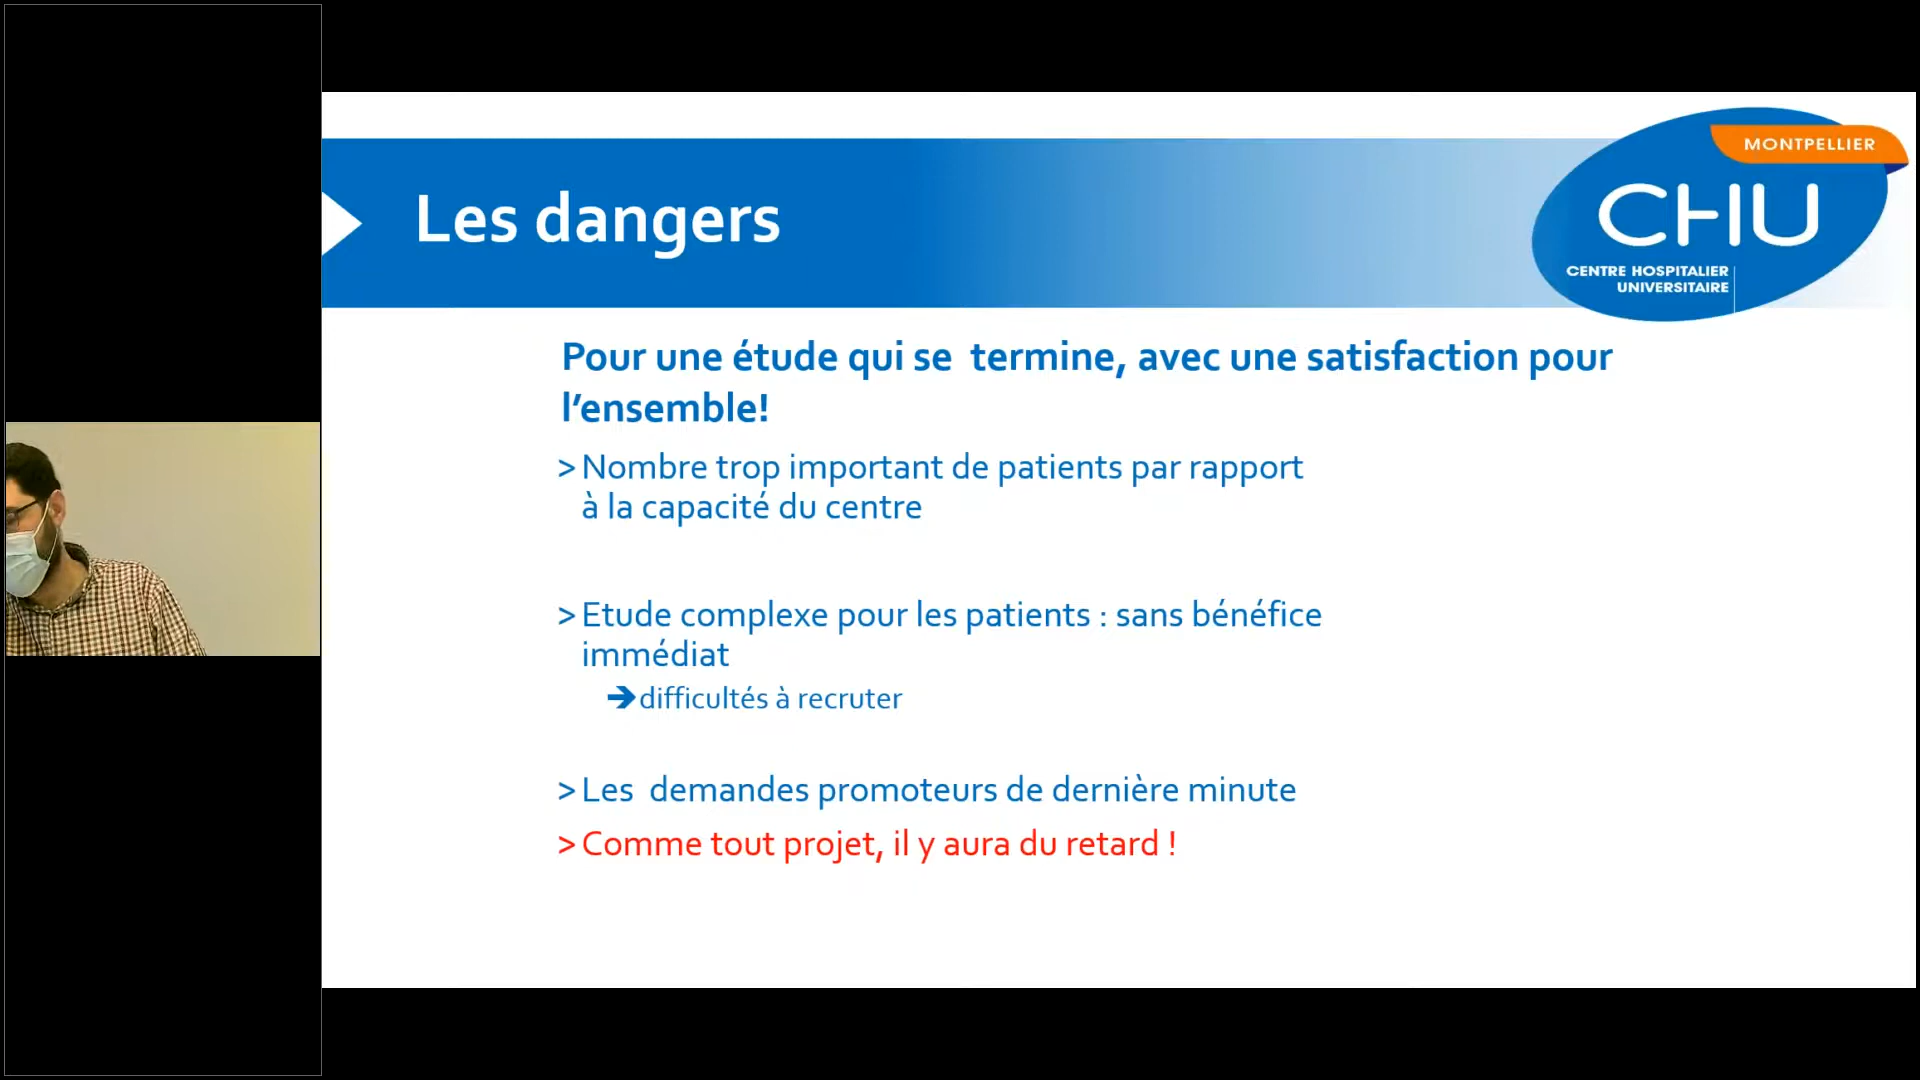 MONTPELLIER
CHU
CENTRE HOSPITALIER
UNIVERSITAIRE
Les dangers
Pour une étude qui se  termine, avec une satisfaction pour
l’ensemble!
> Nombre trop important de patients par rapport
à la capacité du centre
> Etude complexe pour les patients : sans bénéfice
immédiat
➔ difficultés à recruter
> Les  demandes promoteurs de dernière minute
> Comme tout projet, il y aura du retard !